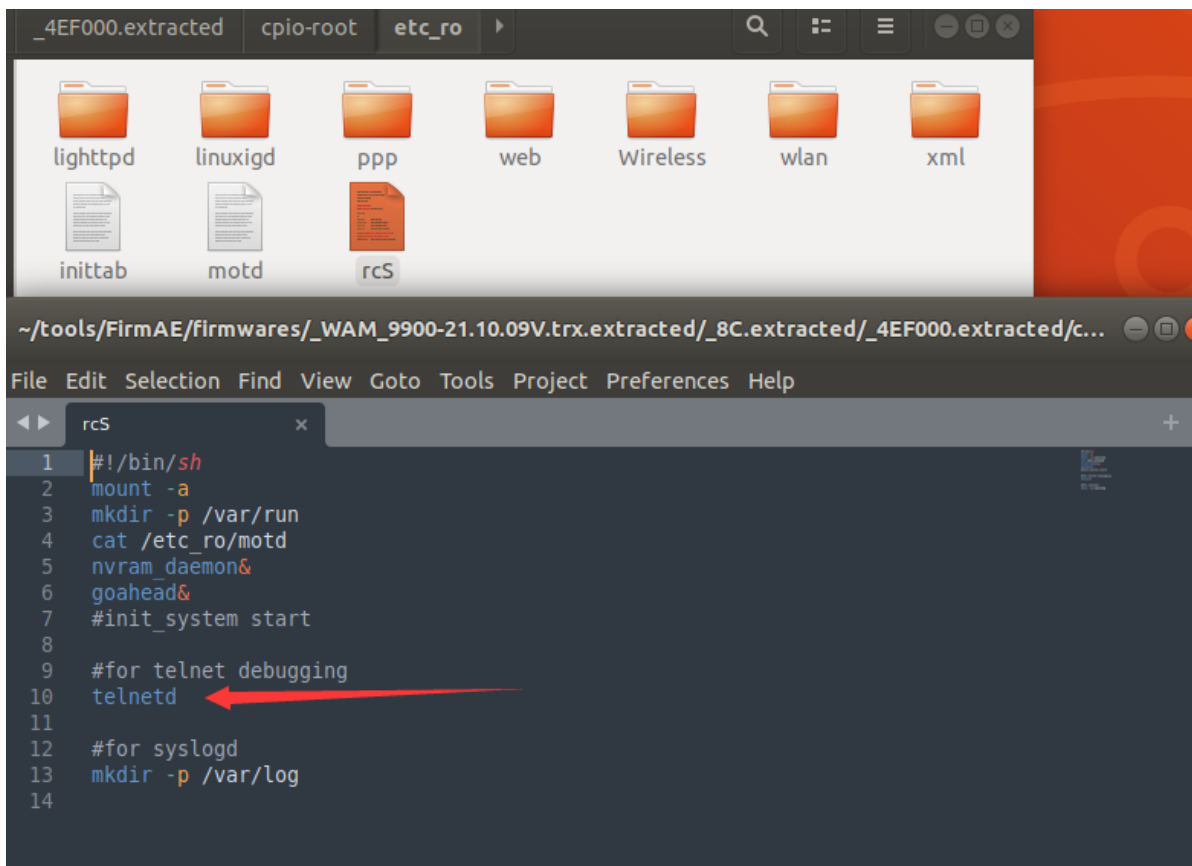 _4EF000.extracted cpio-root etc_ro
lighttpd linuxigd ppp web Wireless wlan xml
inittab motd rcS
~/tools/FirmAE/firmwares/_WAM_9900-21.10.09V.trx.extracted/_8C.extracted/_4EF000.extracted/c...
File Edit Selection Find View Goto Tools Project Preferences Help
rcS
1 #!/bin/sh
2 mount -a
3 mkdir -p /var/run
4 cat /etc_ro/motd
5 nvram_daemon&
6 goahead&
7 #init_system start
8
9 #for telnet debugging
10 telnetd
11
12 #for syslogd
13 mkdir -p /var/log
14